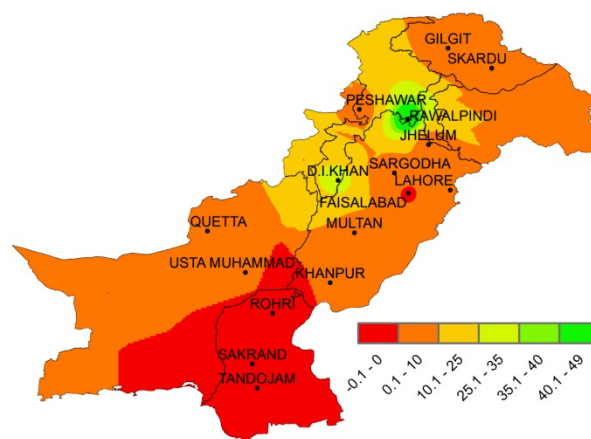 GILGIT
SKARDU
PESHAWAR
RAWALPINDI
JHELUM
D.I.KHAN
SARGODHA
LAHORE
FAISALABAD
QUETTA
MULTAN
USTA MUHAMMAD
KHANPUR
ROHRI
SAKRAND
TANDOJAM
-0.1 - 0
0.1 - 10
10.1 - 25
25.1 - 35
35.1 - 40
40.1 - 49